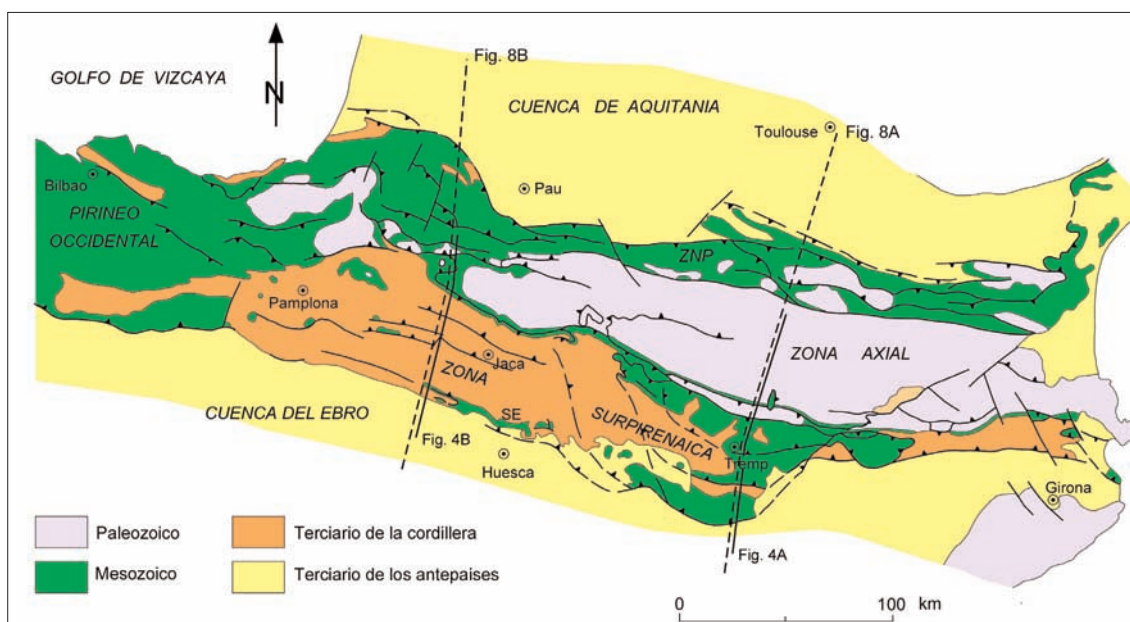 Fig. 8B
GOLFO DE VIZCAYA
N
CUENCA DE AQUITANIA
Toulouse
Fig. 8A
Bilbao
Pau
PIRINEO
OCCIDENTAL
ZNP
Pamplona
ZONA AXIAL
Jaca
ZONA
CUENCA DEL EBRO
SE
SURPIRENAICA
Fig. 4B
Tremp
Huesca
Girona
Paleozoico
Terciario de la cordillera
Fig. 4A
Mesozoico
Terciario de los antepaises
0 100 km